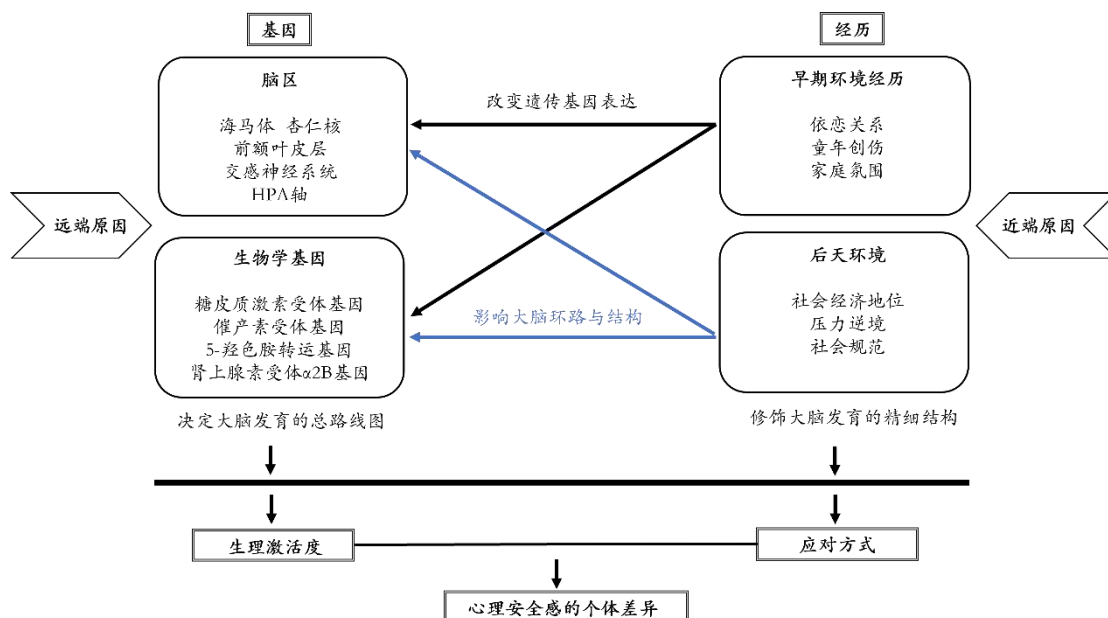 基因
经历
脑区
海马体 杏仁核
前额叶皮层
交感神经系统
HPA轴
改变遗传基因表达
早期环境经历
依恋关系
童年创伤
家庭氛围
远端原因
近端原因
生物学基因
糖皮质激素受体基因
催产素受体基因
5-羟色胺转运基因
肾上腺素受体α2B基因
影响大脑环路与结构
后天环境
社会经济地位
压力逆境
社会规范
决定大脑发育的总路线图
修饰大脑发育的精细结构
生理激活度
应对方式
心理安全感的个体差异